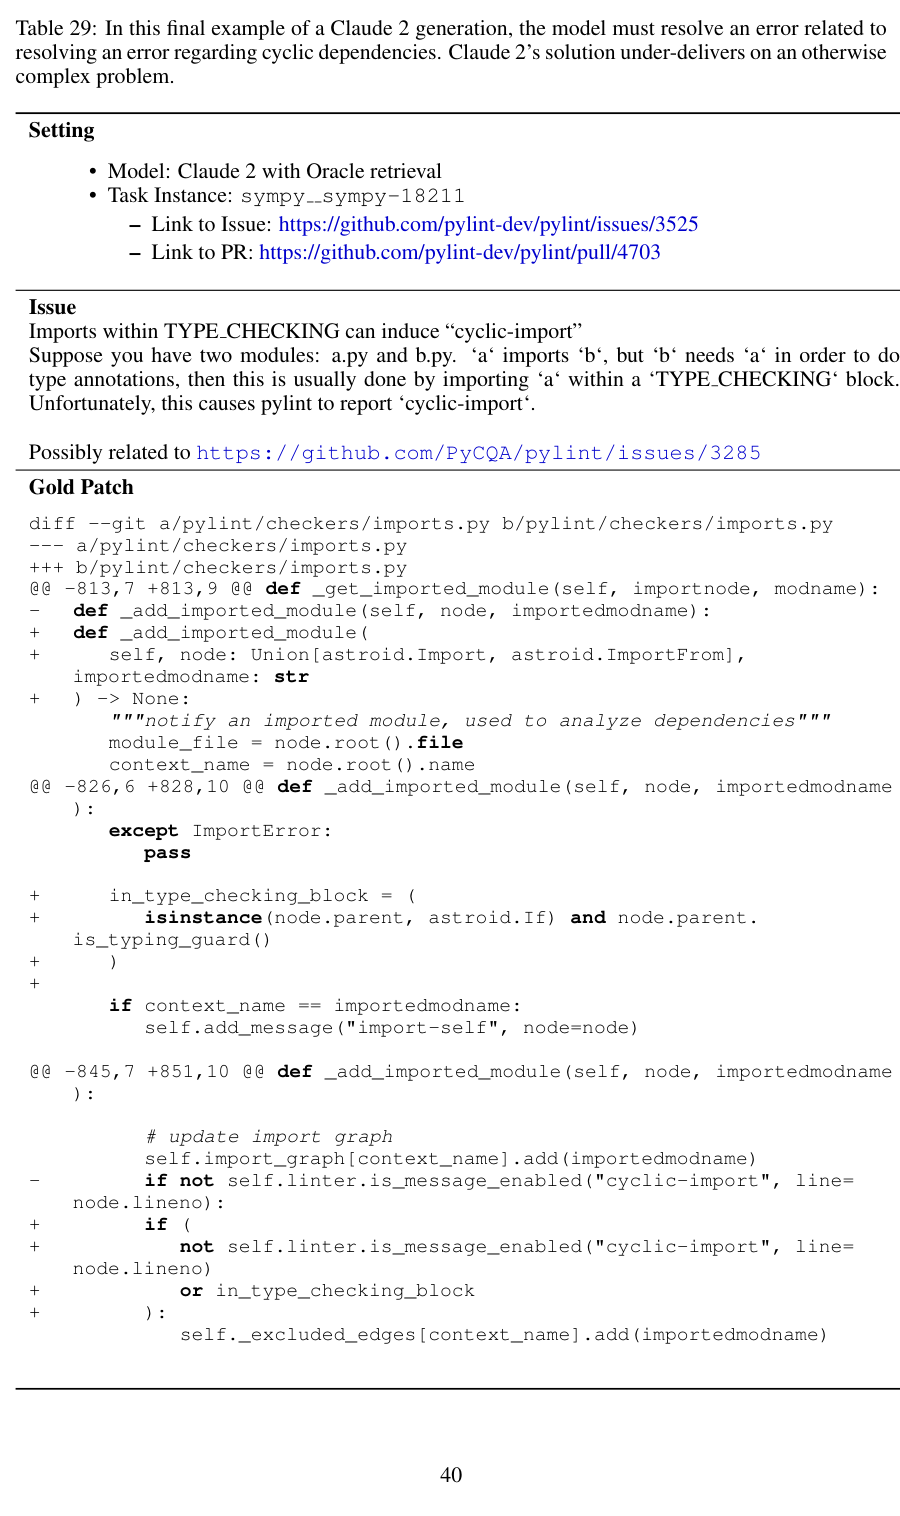 Table 29: In this final example of a Claude 2 generation, the model must resolve an error related to
resolving an error regarding cyclic dependencies. Claude 2's solution under-delivers on an otherwise
complex problem.
Setting
• Model: Claude 2 with Oracle retrieval
• Task Instance: sympy__sympy-18211
– Link to Issue: https://github.com/pylint-dev/pylint/issues/3525
– Link to PR: https://github.com/pylint-dev/pylint/pull/4703
Issue
Imports within TYPE_CHECKING can induce “cyclic-import”
Suppose you have two modules: a.py and b.py. ‘a‘ imports ‘b‘, but ‘b‘ needs ‘a‘ in order to do
type annotations, then this is usually done by importing ‘a‘ within a ‘TYPE_CHECKING‘ block.
Unfortunately, this causes pylint to report ‘cyclic-import‘.
Possibly related to https://github.com/PyCQA/pylint/issues/3285
Gold Patch
diff --git a/pylint/checkers/imports.py b/pylint/checkers/imports.py
--- a/pylint/checkers/imports.py
+++ b/pylint/checkers/imports.py
@@ -813,7 +813,9 @@ def _get_imported_module(self, importnode, modname):
-   def _add_imported_module(self, node, importedmodname):
+   def _add_imported_module(
+      self, node: Union[astroid.Import, astroid.ImportFrom],
    importedmodname: str
+   ) -> None:
       """notify an imported module, used to analyze dependencies"""
       module_file = node.root().file
       context_name = node.root().name
@@ -826,6 +828,10 @@ def _add_imported_module(self, node, importedmodname
    ):
       except ImportError:
          pass
+      in_type_checking_block = (
+         isinstance(node.parent, astroid.If) and node.parent.
    is_typing_guard()
+      )
+
       if context_name == importedmodname:
          self.add_message("import-self", node=node)
@@ -845,7 +851,10 @@ def _add_imported_module(self, node, importedmodname
    ):
          # update import graph
          self.import_graph[context_name].add(importedmodname)
-         if not self.linter.is_message_enabled("cyclic-import", line=
    node.lineno):
+         if (
+            not self.linter.is_message_enabled("cyclic-import", line=
    node.lineno)
+            or in_type_checking_block
+         ):
            self._excluded_edges[context_name].add(importedmodname)
40